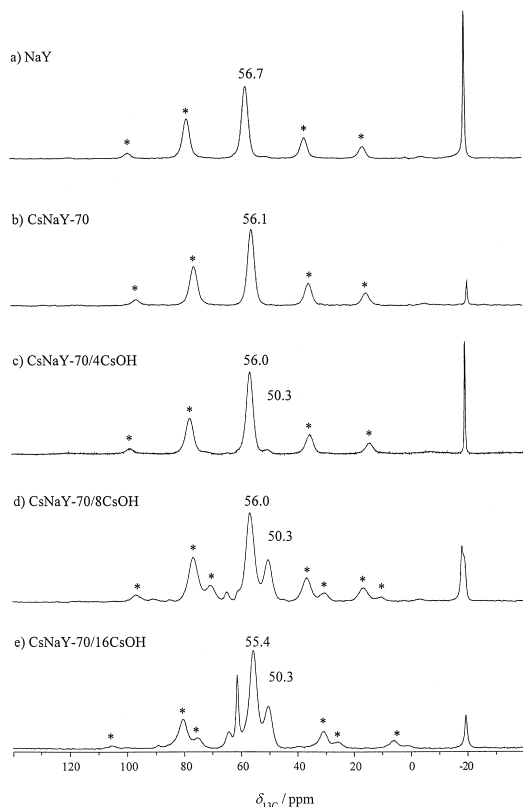 a) NaY
56.7
* * * *
b) CsNaY-70
56.1
* * * *
c) CsNaY-70/4CsOH
56.0
50.3
* * * *
d) CsNaY-70/8CsOH
56.0
50.3
* * * * * * *
e) CsNaY-70/16CsOH
55.4
50.3
* * * * * *
120 100 80 60 40 20 0 -20
δ13C / ppm